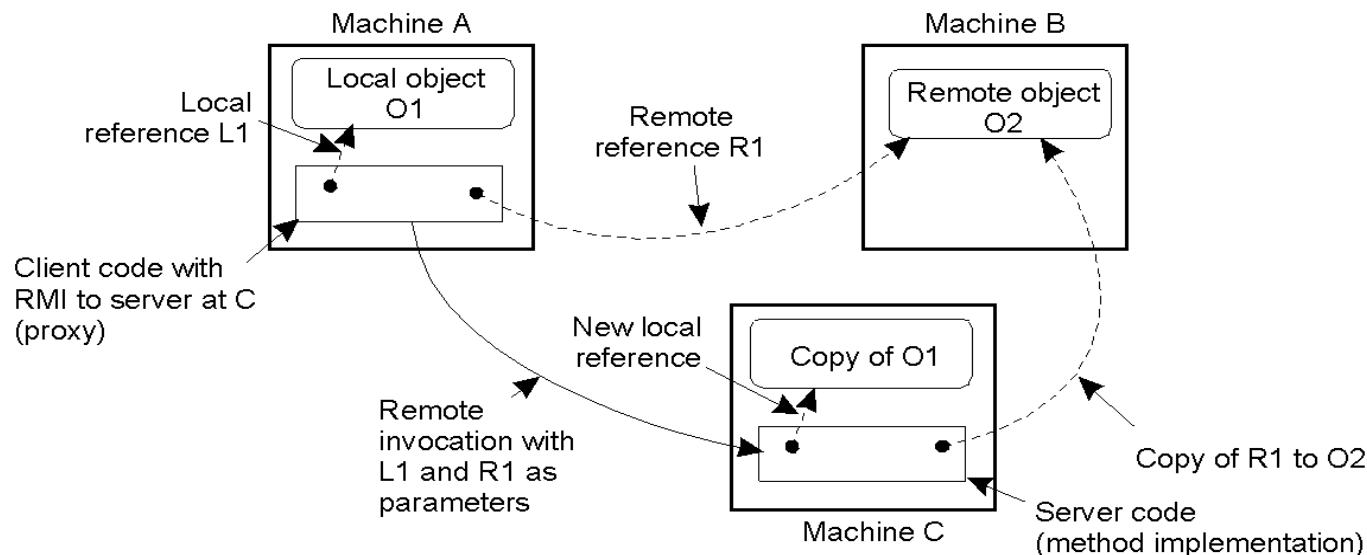 Machine A
Machine B
Local object
O1
Remote object
O2
Local
reference L1
Remote
reference R1
Client code with
RMI to server at C
(proxy)
New local
reference
Copy of O1
Remote
invocation with
L1 and R1 as
parameters
Copy of R1 to O2
Machine C
Server code
(method implementation)